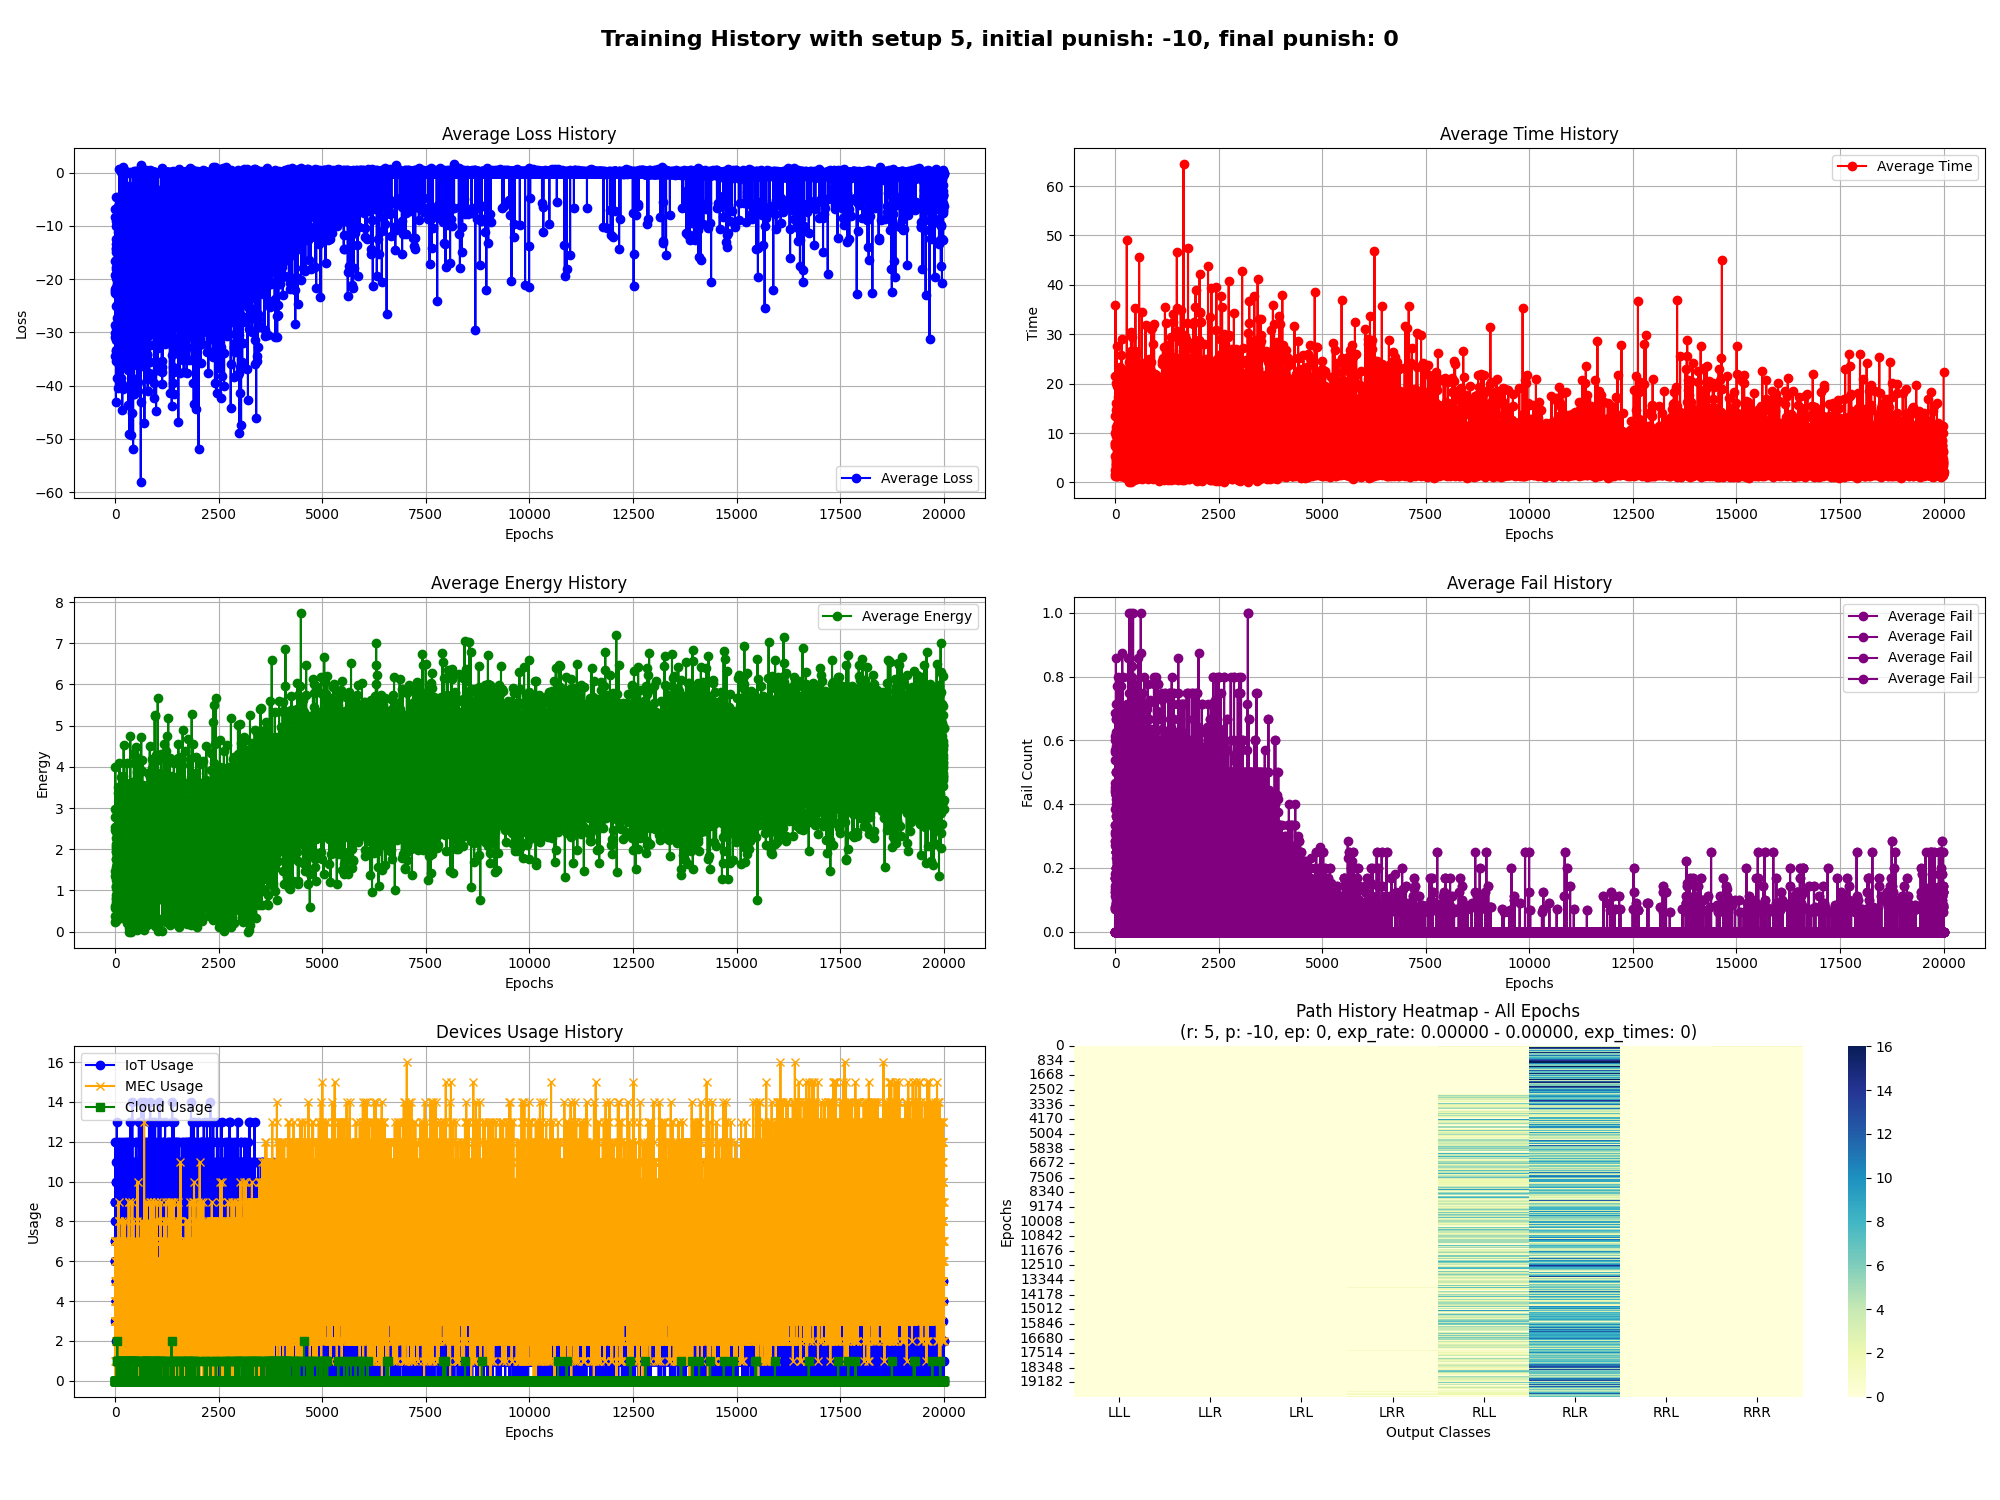 Training History with setup 5, initial punish: -10, final punish: 0
Average Loss History
Loss
0
−10
−20
−30
−40
−50
−60
Average Loss
0 2500 5000 7500 10000 12500 15000 17500 20000
Epochs
Average Time History
Time
60
50
40
30
20
10
0
Average Time
0 2500 5000 7500 10000 12500 15000 17500 20000
Epochs
Average Energy History
Energy
8
7
6
5
4
3
2
1
0
Average Energy
0 2500 5000 7500 10000 12500 15000 17500 20000
Epochs
Average Fail History
Fail Count
1.0
0.8
0.6
0.4
0.2
0.0
Average Fail
Average Fail
Average Fail
Average Fail
0 2500 5000 7500 10000 12500 15000 17500 20000
Epochs
Devices Usage History
Usage
16
14
12
10
8
6
4
2
0
IoT Usage
MEC Usage
Cloud Usage
0 2500 5000 7500 10000 12500 15000 17500 20000
Epochs
Path History Heatmap - All Epochs
(r: 5, p: -10, ep: 0, exp_rate: 0.00000 - 0.00000, exp_times: 0)
Epochs
0
834
1668
2502
3336
4170
5004
5838
6672
7506
8340
9174
10008
10842
11676
12510
13344
14178
15012
15846
16680
17514
18348
19182
LLL LLR LRL LRR RLL RLR RRL RRR
Output Classes
16
14
12
10
8
6
4
2
0